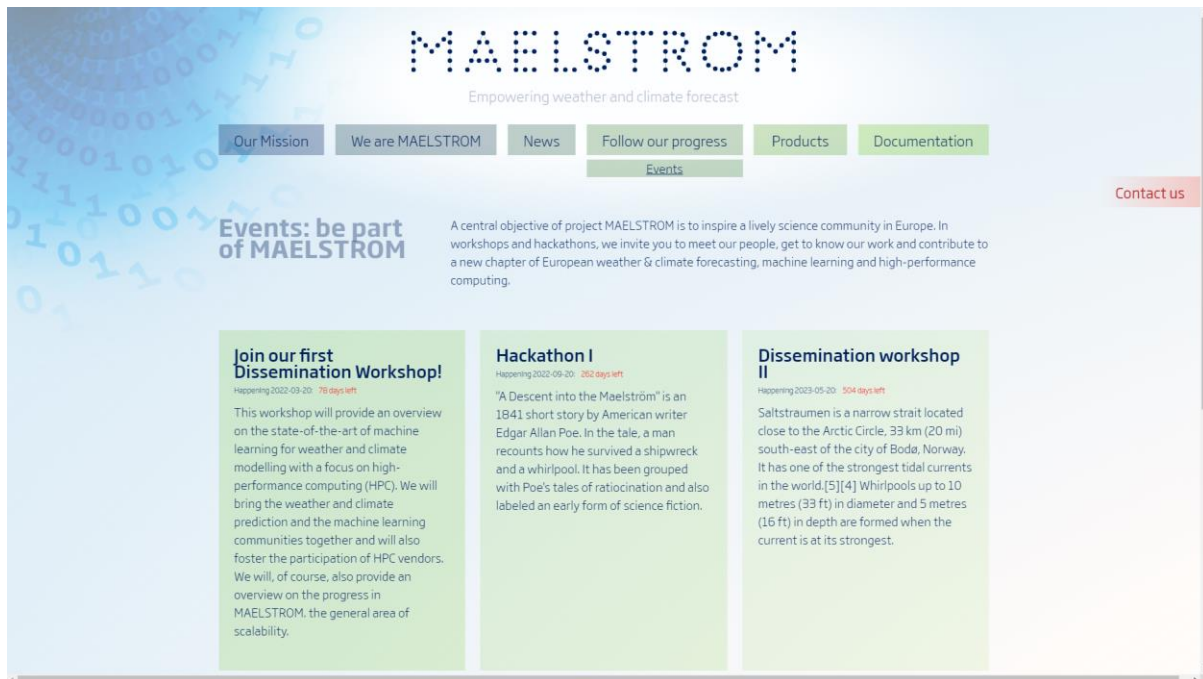 MAELSTROM
Empowering weather and climate forecast
Our Mission
We are MAELSTROM
News
Follow our progress
Products
Documentation
Events
Contact us
Events: be part
of MAELSTROM
A central objective of project MAELSTROM is to inspire a lively science community in Europe. In
workshops and hackathons, we invite you to meet our people, get to know our work and contribute to
a new chapter of European weather & climate forecasting, machine learning and high-performance
computing.
Join our first
Dissemination Workshop!
Happening 2022-03-20: 78 days left
This workshop will provide an overview
on the state-of-the-art of machine
learning for weather and climate
modelling with a focus on high-
performance computing (HPC). We will
bring the weather and climate
prediction and the machine learning
communities together and will also
foster the participation of HPC vendors.
We will, of course, also provide an
overview on the progress in
MAELSTROM. the general area of
scalability.
Hackathon I
Happening 2022-09-20: 262 days left
"A Descent into the Maelström" is an
1841 short story by American writer
Edgar Allan Poe. In the tale, a man
recounts how he survived a shipwreck
and a whirlpool. It has been grouped
with Poe's tales of ratiocination and also
labeled an early form of science fiction.
Dissemination workshop
II
Happening 2023-05-20: 504 days left
Saltstraumen is a narrow strait located
close to the Arctic Circle, 33 km (20 mi)
south-east of the city of Bodø, Norway.
It has one of the strongest tidal currents
in the world.[5][4] Whirlpools up to 10
metres (33 ft) in diameter and 5 metres
(16 ft) in depth are formed when the
current is at its strongest.